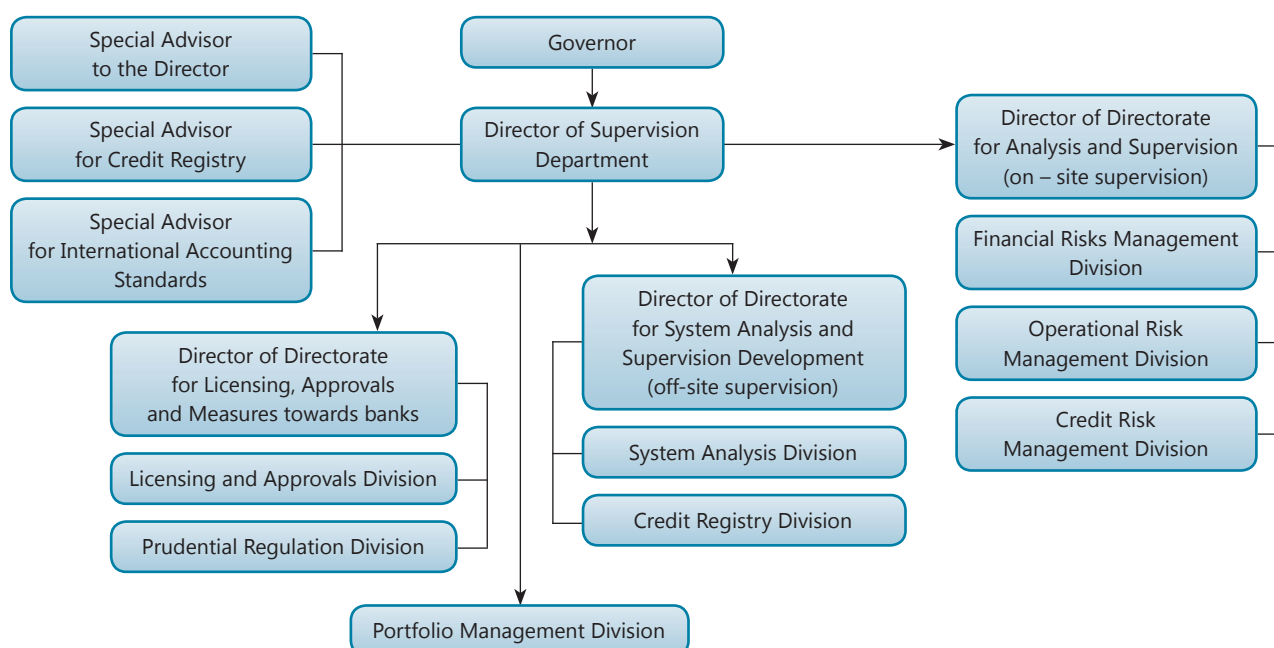 Special Advisor
to the Director
Governor
Special Advisor
for Credit Registry
Director of Supervision
Department
Director of Directorate
for Analysis and Supervision
(on – site supervision)
Special Advisor
for International Accounting
Standards
Financial Risks Management
Division
Director of Directorate
for System Analysis and
Supervision Development
(off-site supervision)
Operational Risk
Management Division
Director of Directorate
for Licensing, Approvals
and Measures towards banks
Credit Risk
Management Division
System Analysis Division
Licensing and Approvals Division
Credit Registry Division
Prudential Regulation Division
Portfolio Management Division